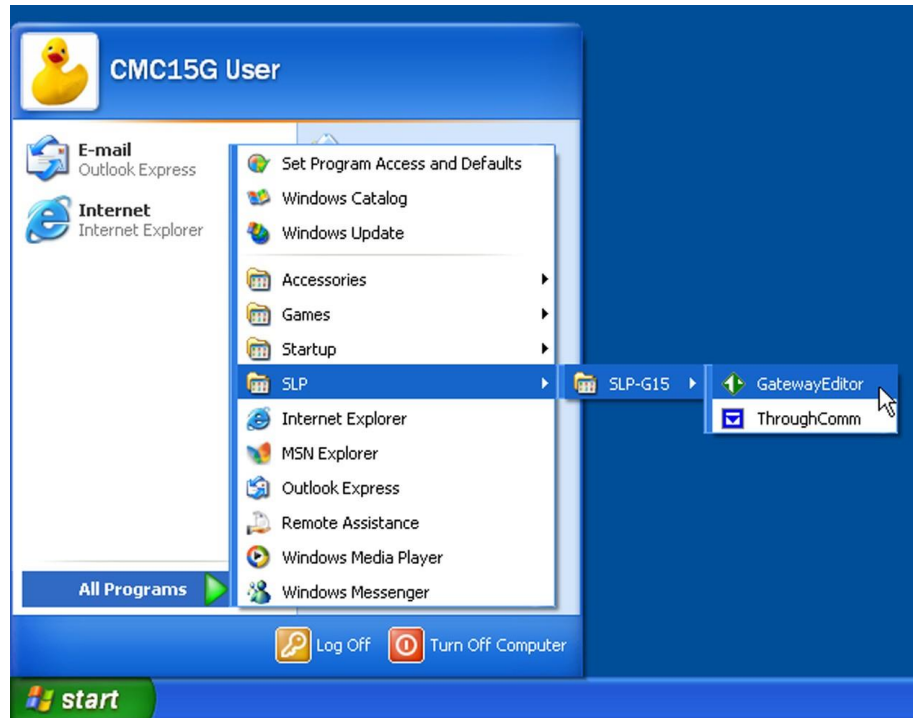 CMC15G User
E-mail
Outlook Express
Internet
Internet Explorer
Set Program Access and Defaults
Windows Catalog
Windows Update
Accessories
Games
Startup
SLP
SLP-G15
GatewayEditor
ThroughComm
Internet Explorer
MSN Explorer
Outlook Express
Remote Assistance
Windows Media Player
Windows Messenger
All Programs
Log Off
Turn Off Computer
start